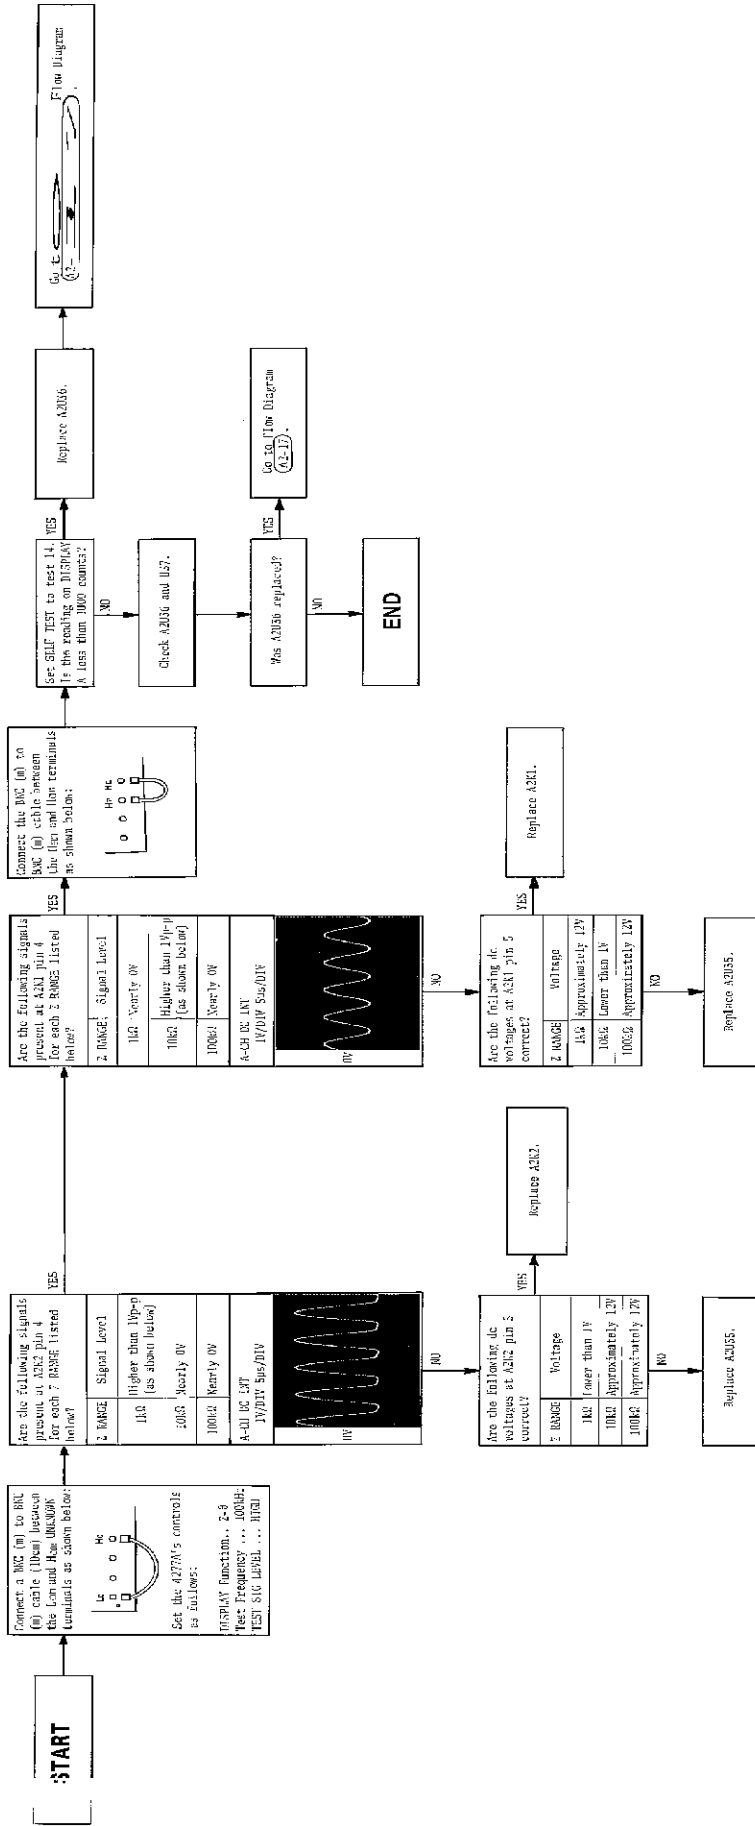 START
Connect a BNC (m) to BNC
(m) cable (10cm) between
the and UNKNOWN
terminals as shown below:
Lc Hc
Set the 4277A's controls
as follows:
DISPLAY Function.. Z-θ
Test Frequency ... 100kHz
TEST SIG LEVEL ... HIGH
Are the following signals
present at A2K2 pin 4
for each Z RANGE listed
below?
Z RANGE Signal Level
1kΩ Higher than 1Vp-p
(as shown below)
10kΩ Nearly 0V
100kΩ Nearly 0V
A-CH DC INT
1V/DIV 5μs/DIV
0V
YES
NO
Are the following dc
voltages at A2K2 pin 5
correct?
Z RANGE Voltage
1kΩ Lower than 1V
10kΩ Approximately 12V
100kΩ Approximately 12V
YES
Replace A2K2.
NO
Replace A2U35.
Are the following signals
present at A2K1 pin 4
for each Z RANGE listed
below?
Z RANGE Signal Level
1kΩ Nearly 0V
10kΩ Higher than 1Vp-p
(as shown below)
100kΩ Nearly 0V
A-CH DC INT
1V/DIV 5μs/DIV
0V
YES
NO
Are the following dc
voltages at A2K1 pin 5
correct?
Z RANGE Voltage
1kΩ Approximately 12V
10kΩ Lower than 1V
100kΩ Approximately 12V
YES
Replace A2K1.
NO
Replace A2U35.
Connect the BNC (m) to
BNC (m) cable between
the and terminals
as shown below:
Hp Hc
Set SELF TEST to test 14.
Is the reading on DISPLAY
A less than 1000 counts?
YES
Replace A2U36.
Go to Flow Diagram
(A2-
NO
Check A2U36 and U37.
Was A2U36 replaced?
YES
Go to Flow Diagram
(A2-17).
NO
END